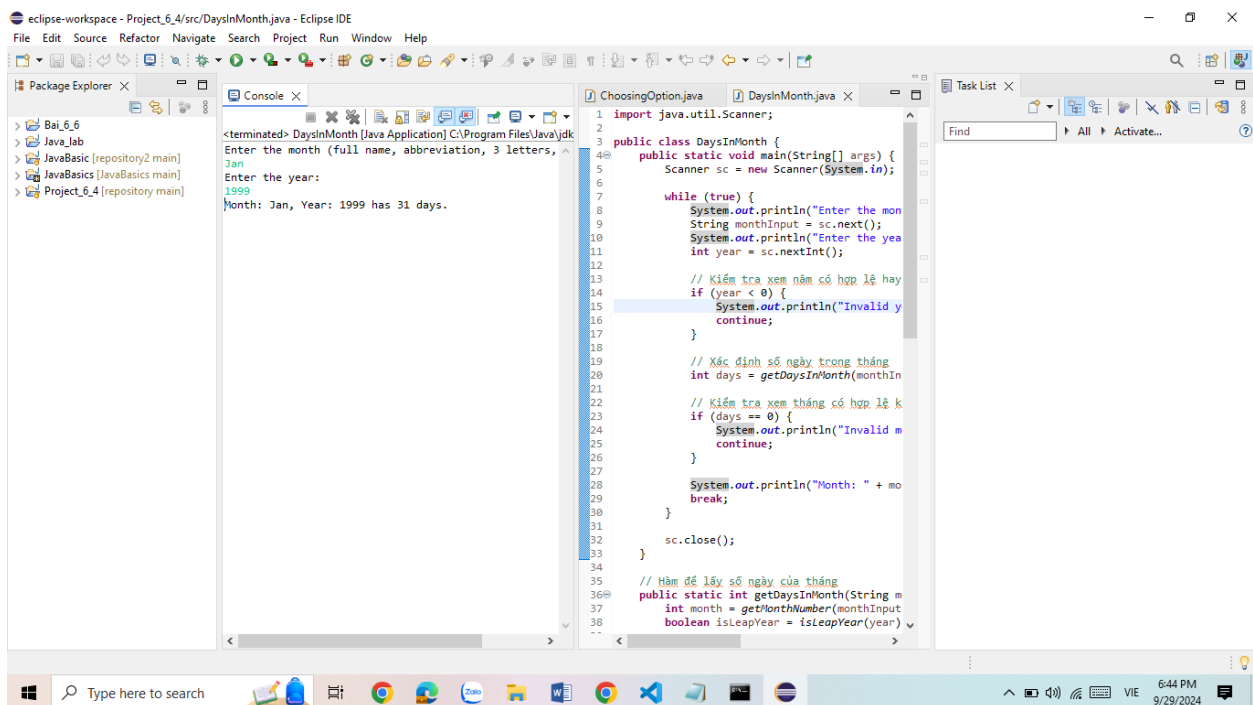 eclipse-workspace - Project_6_4/src/DaysInMonth.java - Eclipse IDE
File Edit Source Refactor Navigate Search Project Run Window Help
Package Explorer
Bai_6_6
Java_lab
JavaBasic [repository2 main]
JavaBasics [JavaBasics main]
Project_6_4 [repository main]
Console
<terminated> DaysInMonth [Java Application] C:\Program Files\Java\jdk
Enter the month (full name, abbreviation, 3 letters,
Jan
Enter the year:
1999
Month: Jan, Year: 1999 has 31 days.
ChoosingOption.java DaysInMonth.java
1 import java.util.Scanner;
2
3 public class DaysInMonth {
4 public static void main(String[] args) {
5 Scanner sc = new Scanner(System.in);
6
7 while (true) {
8 System.out.println("Enter the mon
9 String monthInput = sc.next();
10 System.out.println("Enter the yea
11 int year = sc.nextInt();
12
13 // Kiểm tra xem năm có hợp lệ hay
14 if (year < 0) {
15 System.out.println("Invalid y
16 continue;
17 }
18
19 // Xác định số ngày trong tháng
20 int days = getDaysInMonth(monthIn
21
22 // Kiểm tra xem tháng có hợp lệ k
23 if (days == 0) {
24 System.out.println("Invalid m
25 continue;
26 }
27
28 System.out.println("Month: " + mo
29 break;
30 }
31
32 sc.close();
33 }
34
35 // Hàm để lấy số ngày của tháng
36 public static int getDaysInMonth(String m
37 int month = getMonthNumber(monthInput
38 boolean isLeapYear = isLeapYear(year)
Task List
Find All Activate...
Type here to search
Zalo
VIE
6:44 PM
9/29/2024